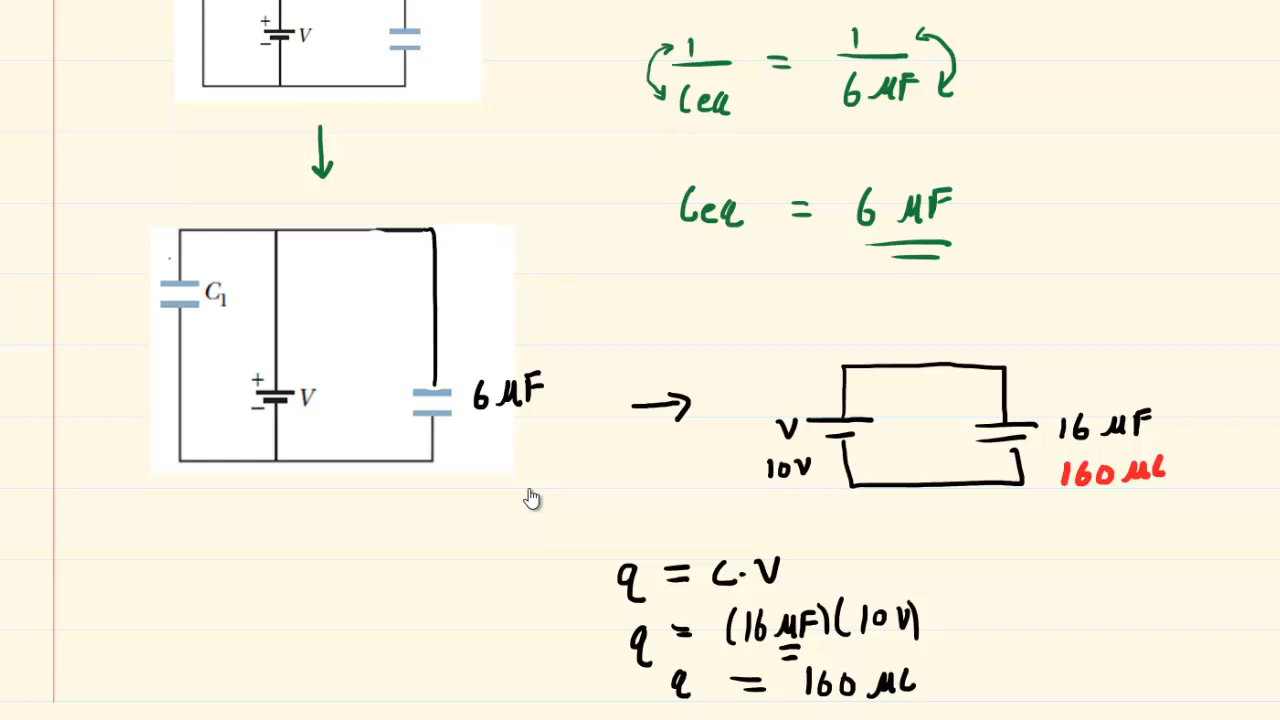 +
− V
1 / Ceq = 1 / 6 μF
Ceq = 6 μF
C1
+
− V
6 μF
V
10V
16 μF
160 μC
q = C·V
q = (16 μF)(10V)
q = 160 μC